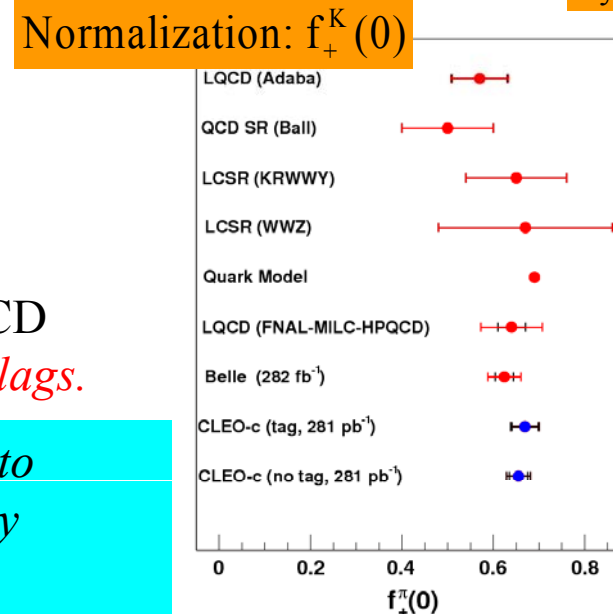 Normalization: f₊ᴷ(0)
LQCD (Adaba)
QCD SR (Ball)
LCSR (KRWWY)
LCSR (WWZ)
Quark Model
CD
LQCD (FNAL-MILC-HPQCD)
lags.
Belle (282 fb⁻¹)
CLEO-c (tag, 281 pb⁻¹)
to
CLEO-c (no tag, 281 pb⁻¹)
y
0 0.2 0.4 0.6 0.8
f₊^π(0)